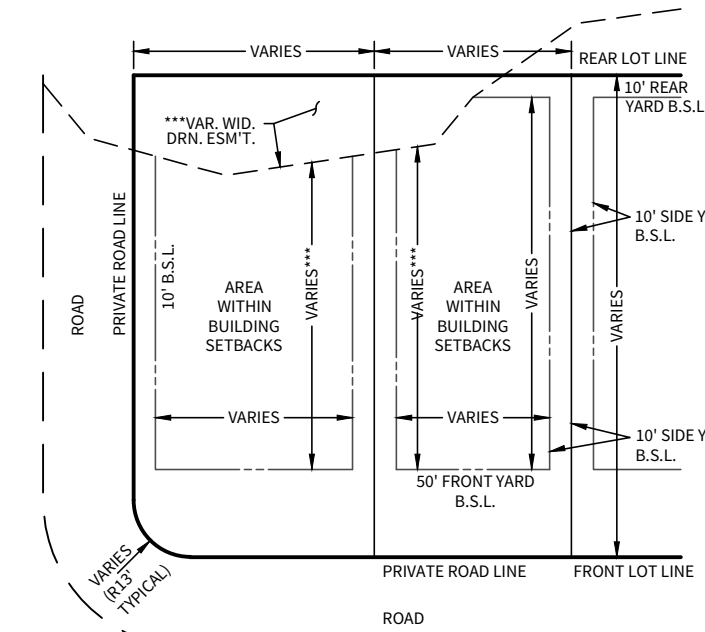 VARIES
VARIES
REAR LOT LINE
10' REAR
YARD B.S.L
***VAR. WID.
DRN. ESM'T.
PRIVATE ROAD LINE
ROAD
10' B.S.L.
AREA
WITHIN
BUILDING
SETBACKS
VARIES***
VARIES***
AREA
WITHIN
BUILDING
SETBACKS
VARIES
10' SIDE Y
B.S.L.
VARIES
VARIES
VARIES
10' SIDE Y
B.S.L.
50' FRONT YARD
B.S.L.
VARIES
(R13'
TYPICAL)
PRIVATE ROAD LINE
FRONT LOT LINE
ROAD